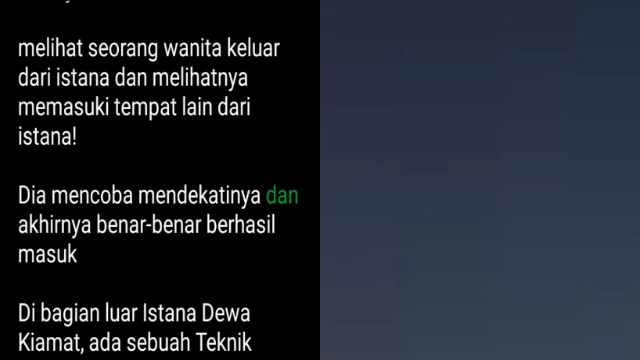 melihat seorang wanita keluar
dari istana dan melihatnya
memasuki tempat lain dari
istana!
Dia mencoba mendekatinya dan
akhirnya benar-benar berhasil
masuk
Di bagian luar Istana Dewa
Kiamat, ada sebuah Teknik